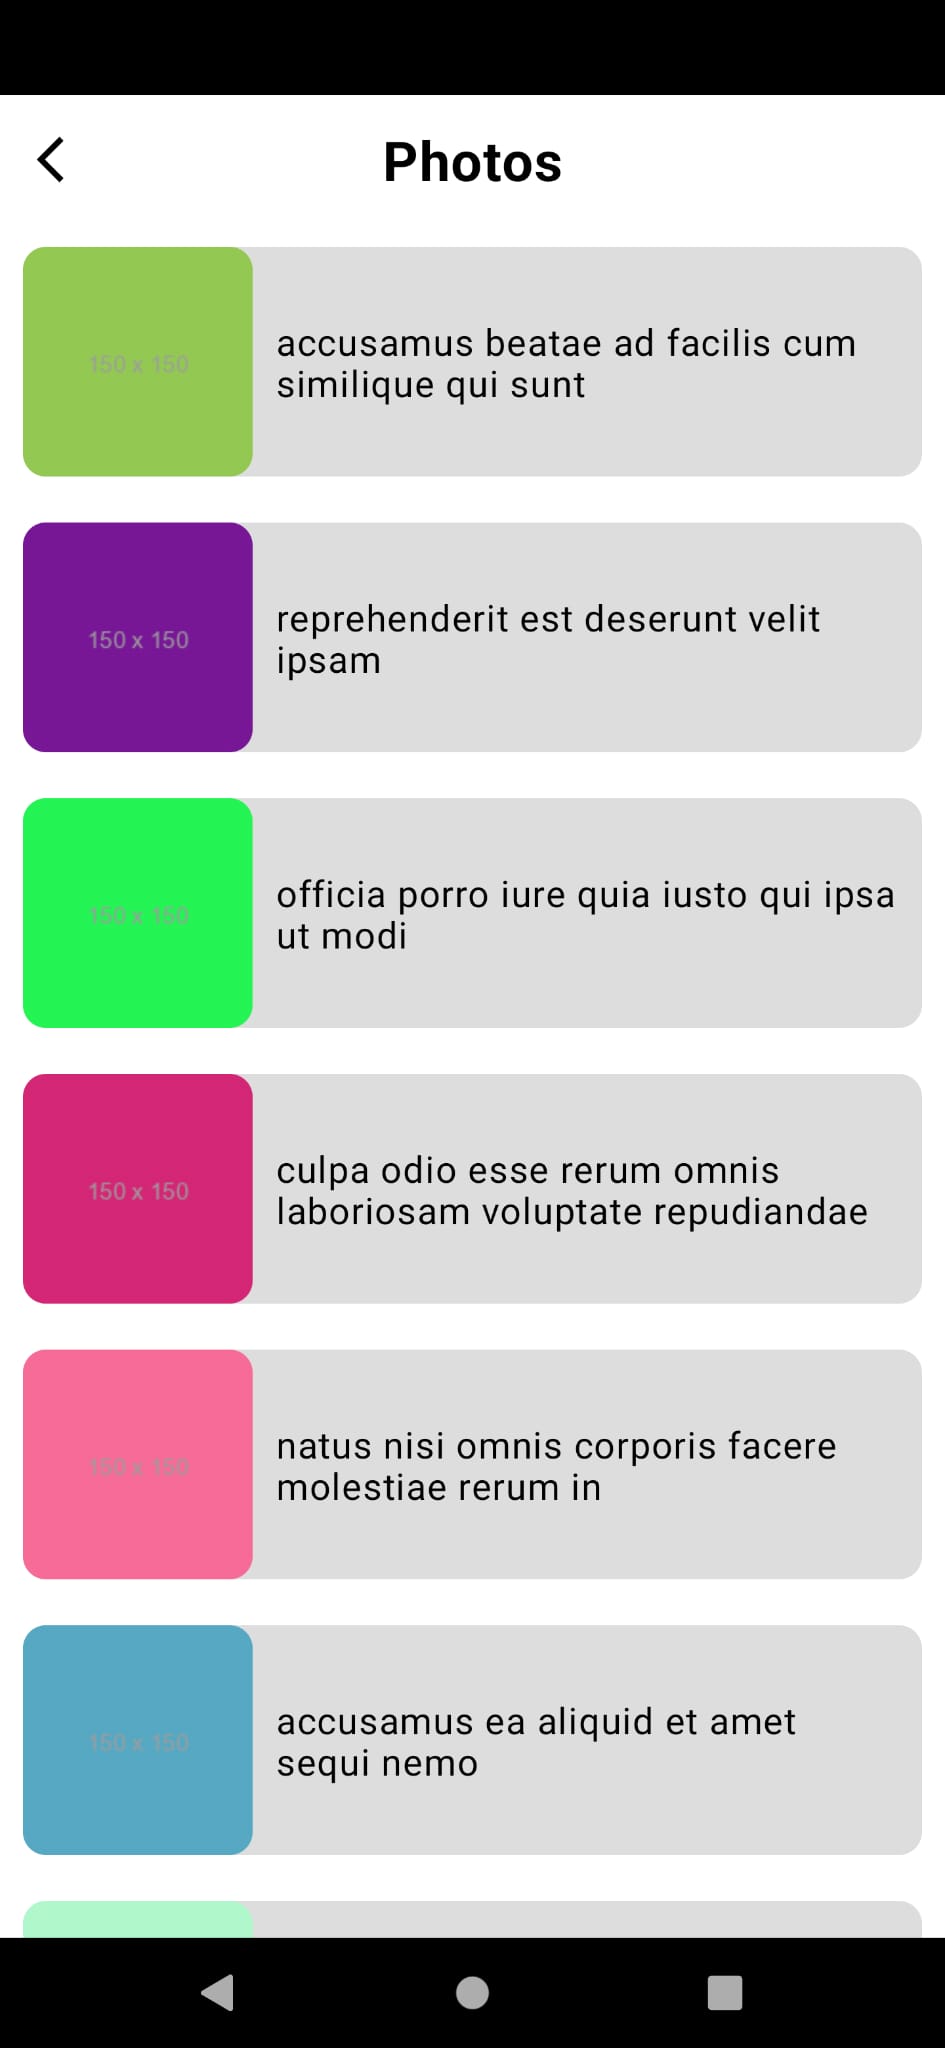 Photos
150 x 150
accusamus beatae ad facilis cum
similique qui sunt
150 x 150
reprehenderit est deserunt velit
ipsam
150 x 150
officia porro iure quia iusto qui ipsa
ut modi
150 x 150
culpa odio esse rerum omnis
laboriosam voluptate repudiandae
150 x 150
natus nisi omnis corporis facere
molestiae rerum in
150 x 150
accusamus ea aliquid et amet
sequi nemo